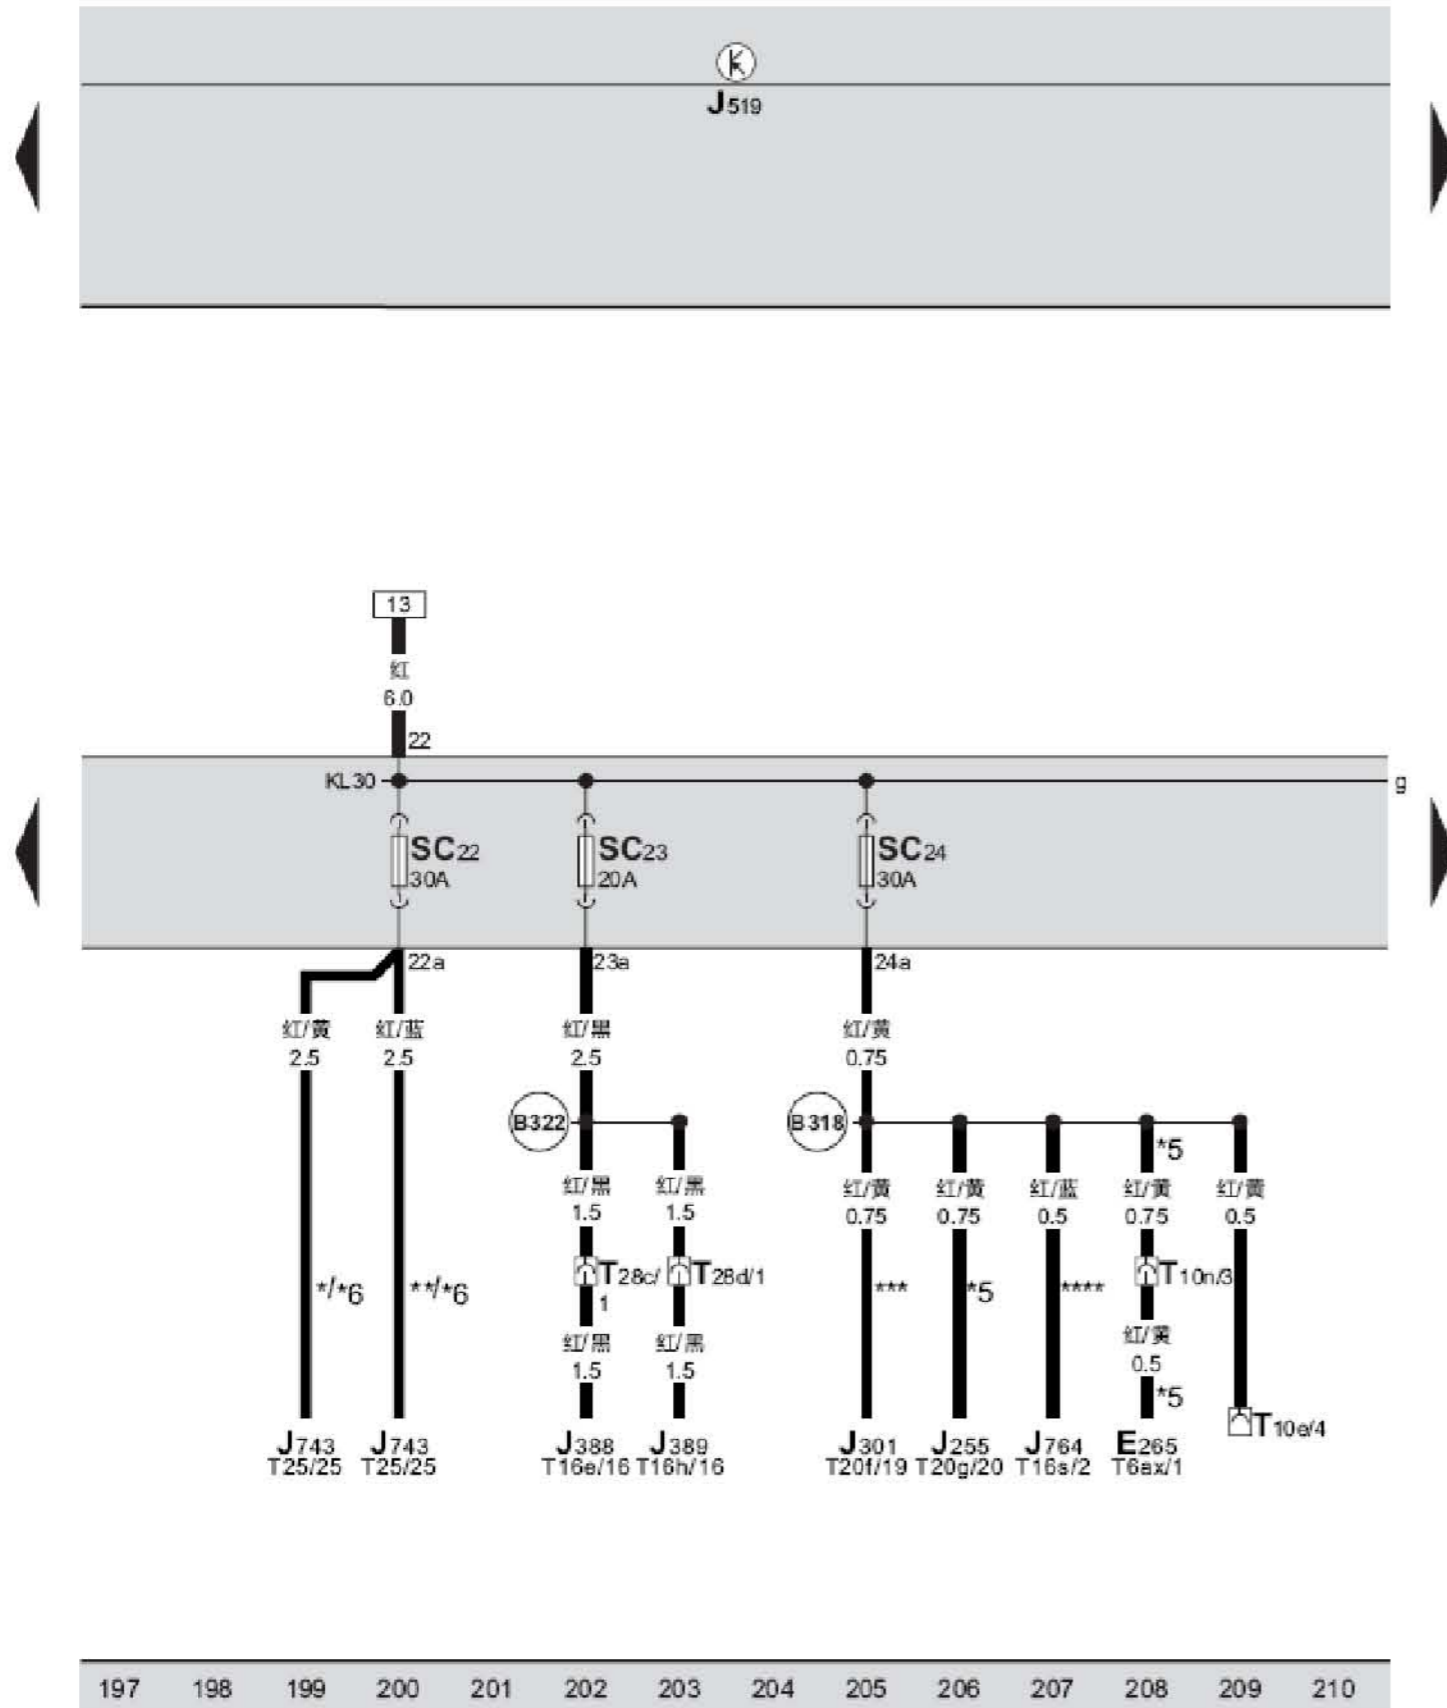 J519
13
红
6.0
22
KL30
g
SC22
30A
SC23
20A
SC24
30A
22a
23a
24a
红/黄
2.5
红/蓝
2.5
红/黑
2.5
红/黄
0.75
B322
B318
*5
红/黑
1.5
红/黑
1.5
红/黄
0.75
红/黄
0.75
红/蓝
0.5
红/黄
0.75
红/黄
0.5
T28c/
1
T28d/1
T10n/3
*/*6
**/*6
***
*5
****
红/黑
1.5
红/黑
1.5
红/黄
0.5
*5
T10e/4
J743
T25/25
J743
T25/25
J388
T16e/16
J389
T16h/16
J301
T20f/19
J255
T20g/20
J764
T16s/2
E265
T6ax/1
197 198 199 200 201 202 203 204 205 206 207 208 209 210